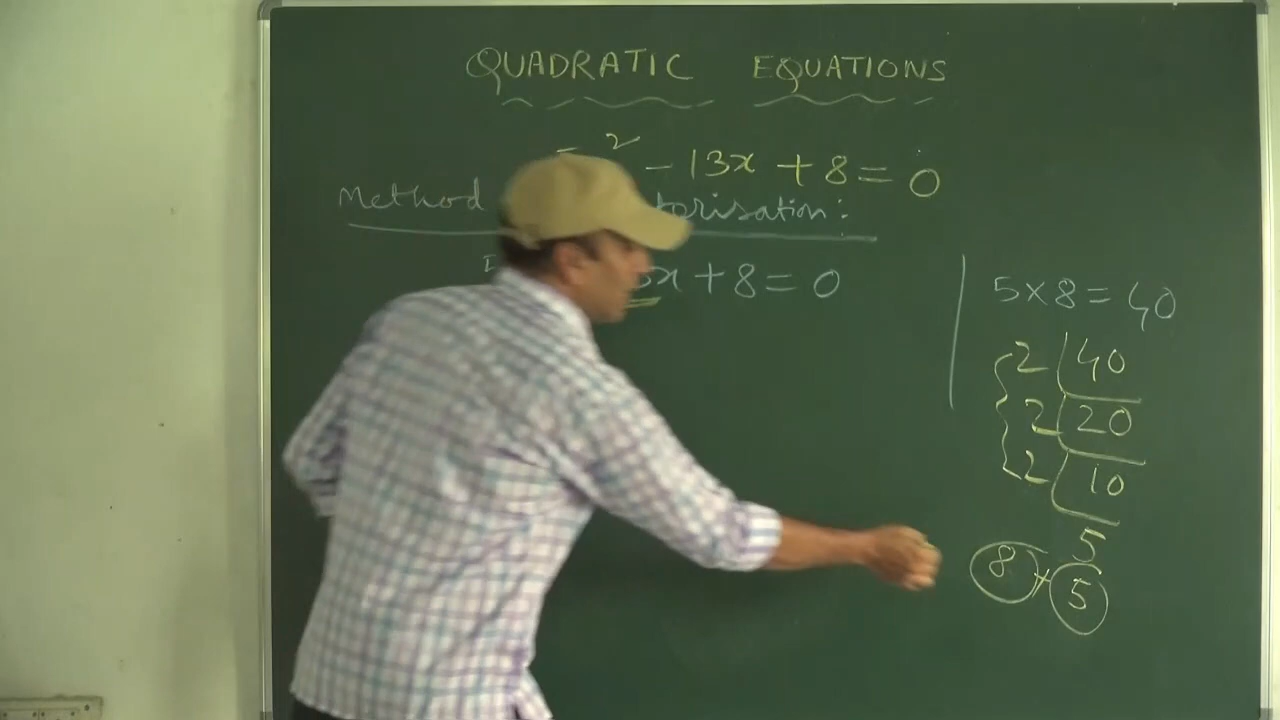 QUADRATIC EQUATIONS
2 - 13x + 8 = 0
Method torisation:
x + 8 = 0
5 × 8 = 40
2 40
2 20
2 10
5
8 + 5